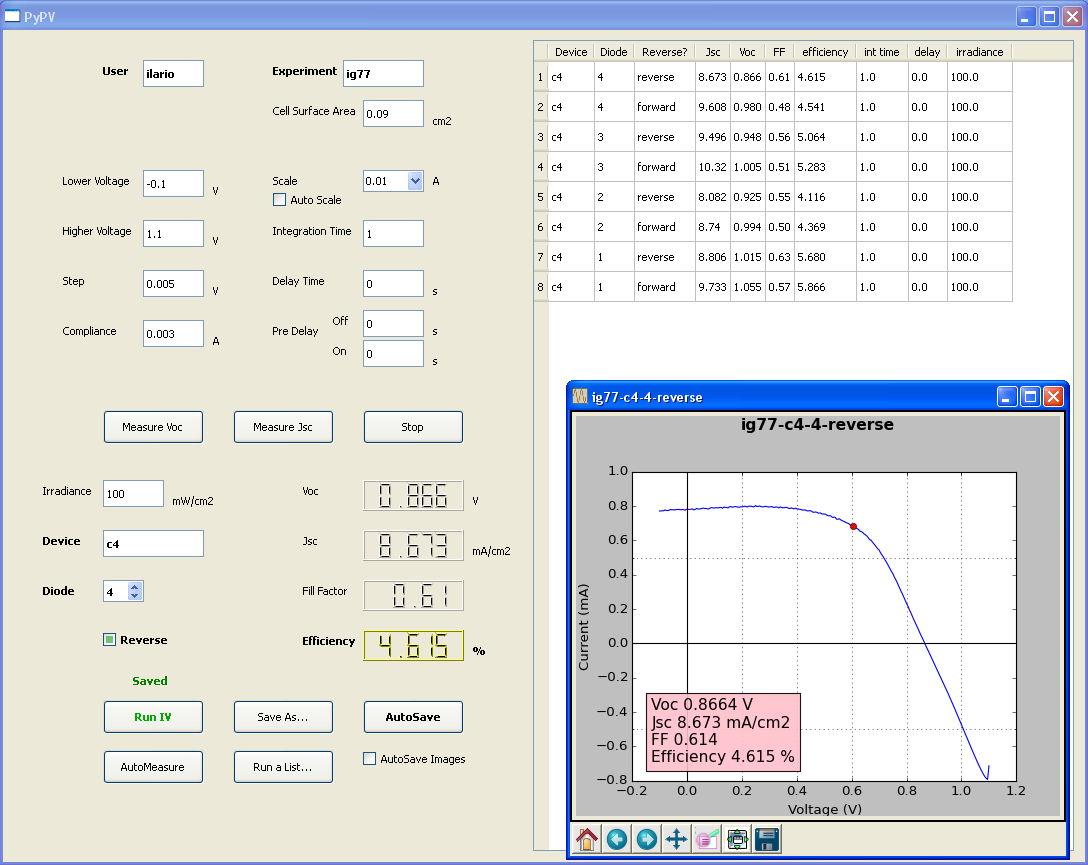 PyPV
User ilario Experiment ig77
Cell Surface Area 0.09 cm2
Lower Voltage -0.1 V Scale 0.01 A
Auto Scale
Higher Voltage 1.1 V Integration Time 1
Step 0.005 V Delay Time 0 s
Compliance 0.003 A Pre Delay Off 0 s
On 0 s
Measure Voc Measure Jsc Stop
Irradiance 100 mW/cm2 Voc 0.866 V
Device c4 Jsc 8.673 mA/cm2
Diode 4 Fill Factor 0.61
Reverse Efficiency 4.615 %
Saved
Run IV Save As... AutoSave
AutoMeasure Run a List... AutoSave Images
Device Diode Reverse? Jsc Voc FF efficiency int time delay irradiance
1 c4 4 reverse 8.673 0.866 0.61 4.615 1.0 0.0 100.0
2 c4 4 forward 9.608 0.980 0.48 4.541 1.0 0.0 100.0
3 c4 3 reverse 9.496 0.948 0.56 5.064 1.0 0.0 100.0
4 c4 3 forward 10.32 1.005 0.51 5.283 1.0 0.0 100.0
5 c4 2 reverse 8.082 0.925 0.55 4.116 1.0 0.0 100.0
6 c4 2 forward 8.74 0.994 0.50 4.369 1.0 0.0 100.0
7 c4 1 reverse 8.806 1.015 0.63 5.680 1.0 0.0 100.0
8 c4 1 forward 9.733 1.055 0.57 5.866 1.0 0.0 100.0
ig77-c4-4-reverse
ig77-c4-4-reverse
1.0
0.8
0.6
0.4
0.2
0.0
−0.2
−0.4
−0.6
−0.8
Current (mA)
Voc 0.8664 V
Jsc 8.673 mA/cm2
FF 0.614
Efficiency 4.615 %
−0.2 0.0 0.2 0.4 0.6 0.8 1.0 1.2
Voltage (V)